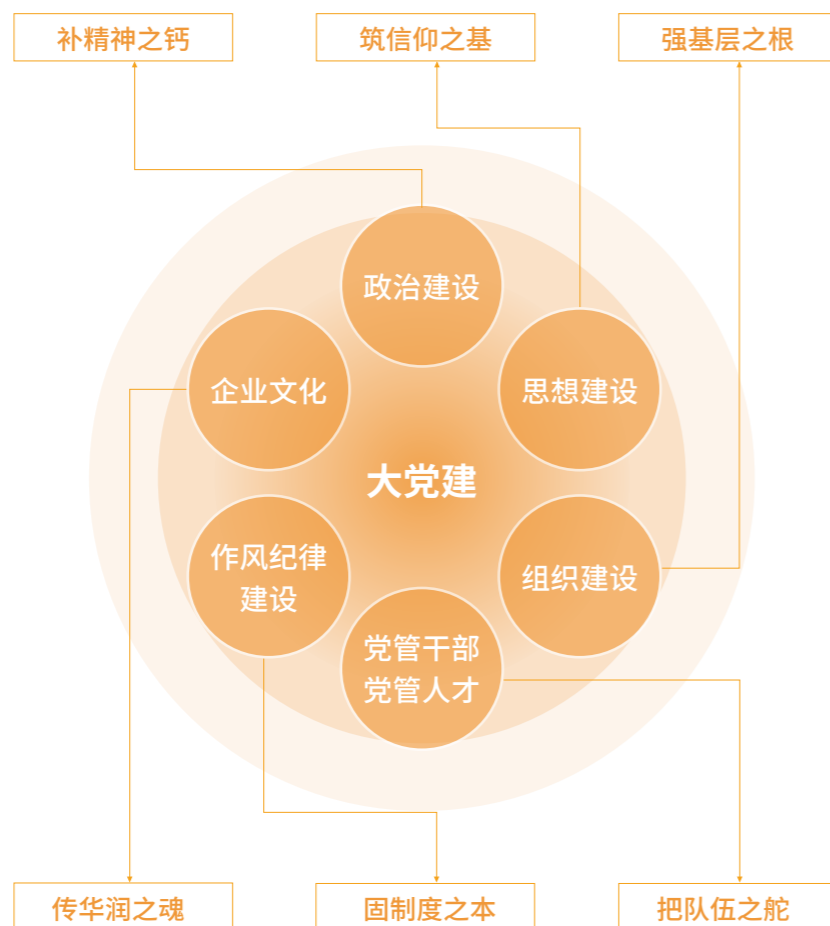 补精神之钙
筑信仰之基
强基层之根
政治建设
企业文化
思想建设
大党建
作风纪律
建设
组织建设
党管干部
党管人才
传华润之魂
固制度之本
把队伍之舵